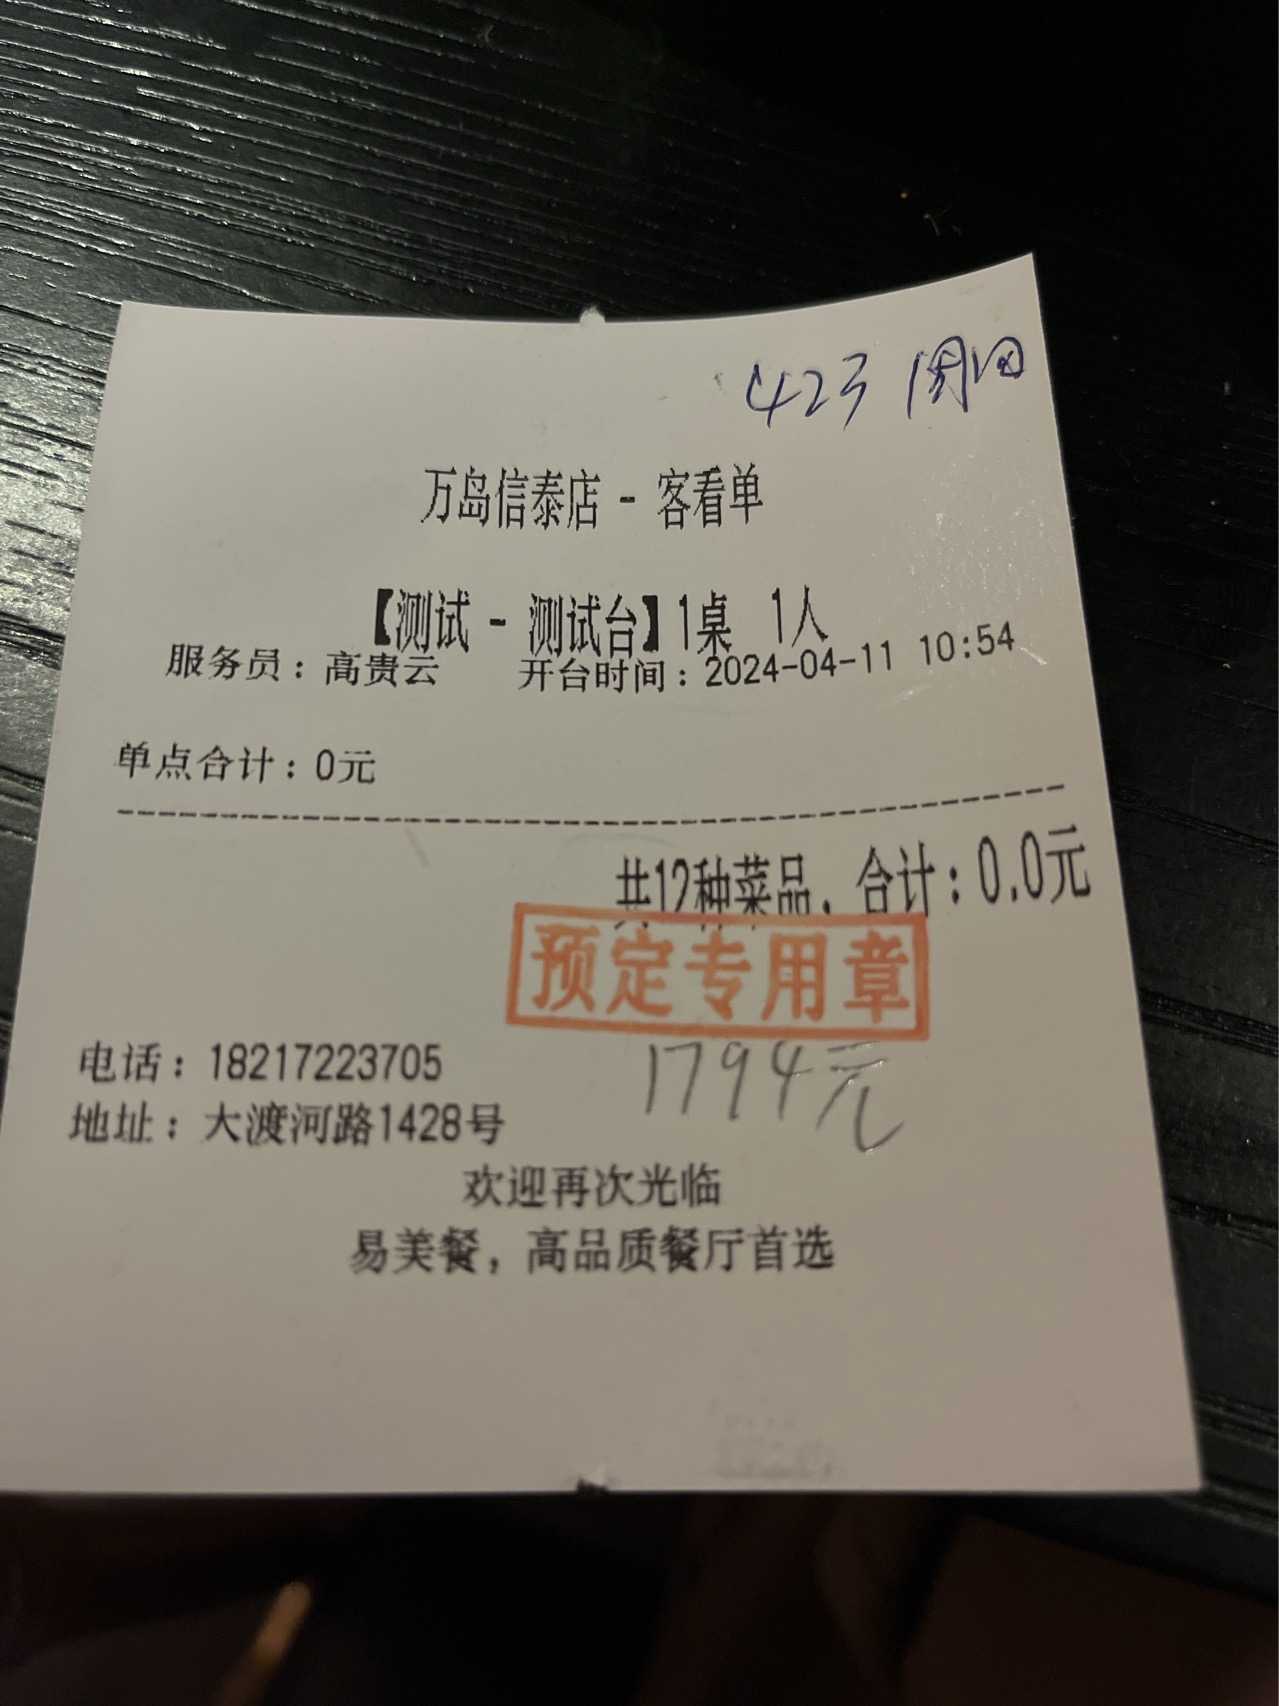 423 周四
万岛信泰店 - 客看单
【测试 - 测试台】1桌 1人
服务员：高贵云 开台时间：2024-04-11 10:54
单点合计：0元
共12种菜品，合计：0.0元
预定专用章
1794元
电话：18217223705
地址：大渡河路1428号
欢迎再次光临
易美餐，高品质餐厅首选